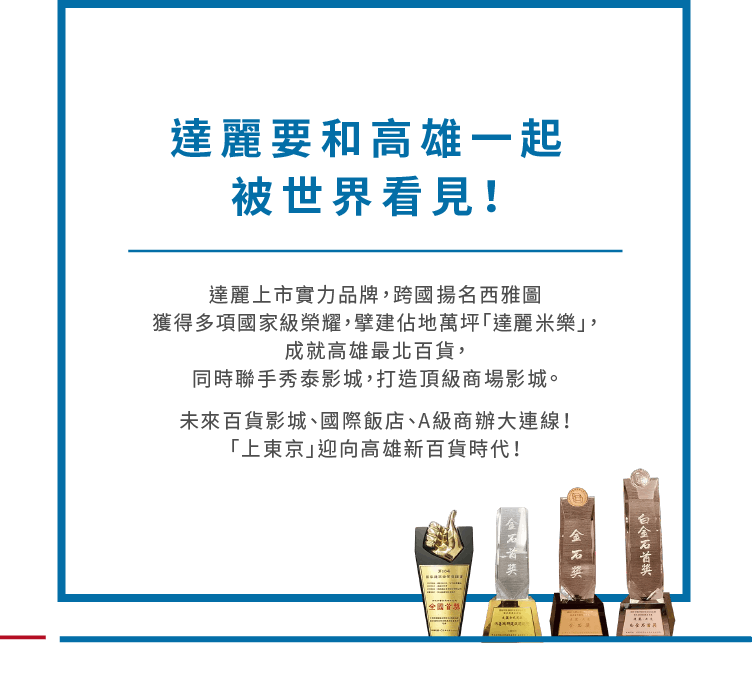 達麗要和高雄一起
被世界看見！
達麗上市實力品牌，跨國揚名西雅圖
獲得多項國家級榮耀，擘建佔地萬坪「達麗米樂」，
成就高雄最北百貨，
同時聯手秀泰影城，打造頂級商場影城。
未來百貨影城、國際飯店、A級商辦大連線！
「上東京」迎向高雄新百貨時代！
金石首獎
金石獎
白金石首獎
全國首獎